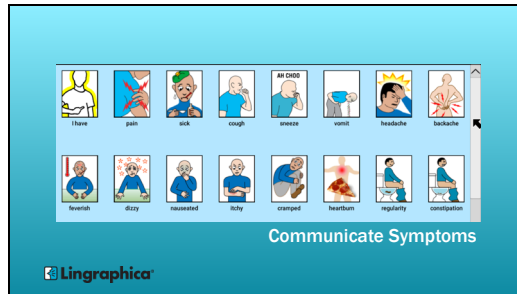 AH CHOO
I have pain sick cough sneeze vomit headache backache
feverish dizzy nauseated itchy cramped heartburn regularity constipation
Communicate Symptoms
Lingraphica